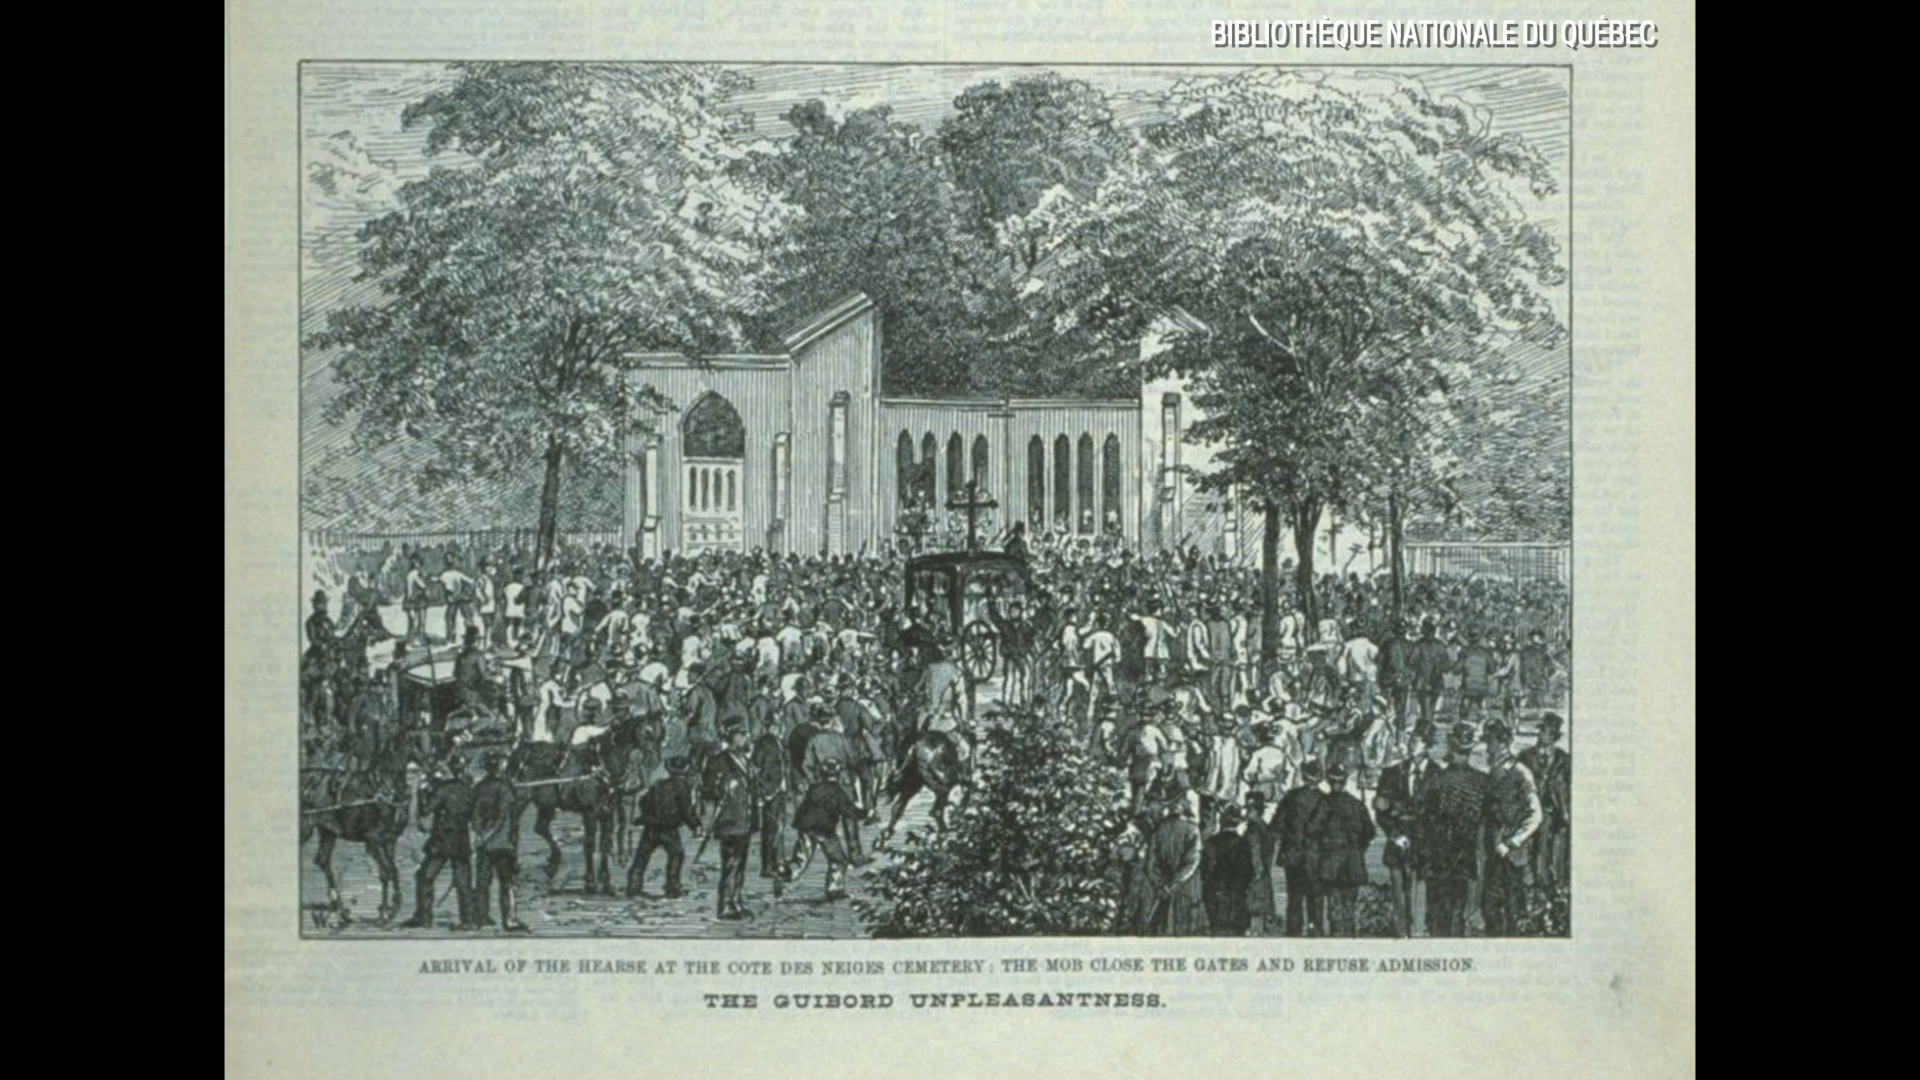 BIBLIOTHÈQUE NATIONALE DU QUÉBEC
ARRIVAL OF THE HEARSE AT THE COTE DES NEIGES CEMETERY: THE MOB CLOSE THE GATES AND REFUSE ADMISSION.
THE GUIBORD UNPLEASANTNESS.